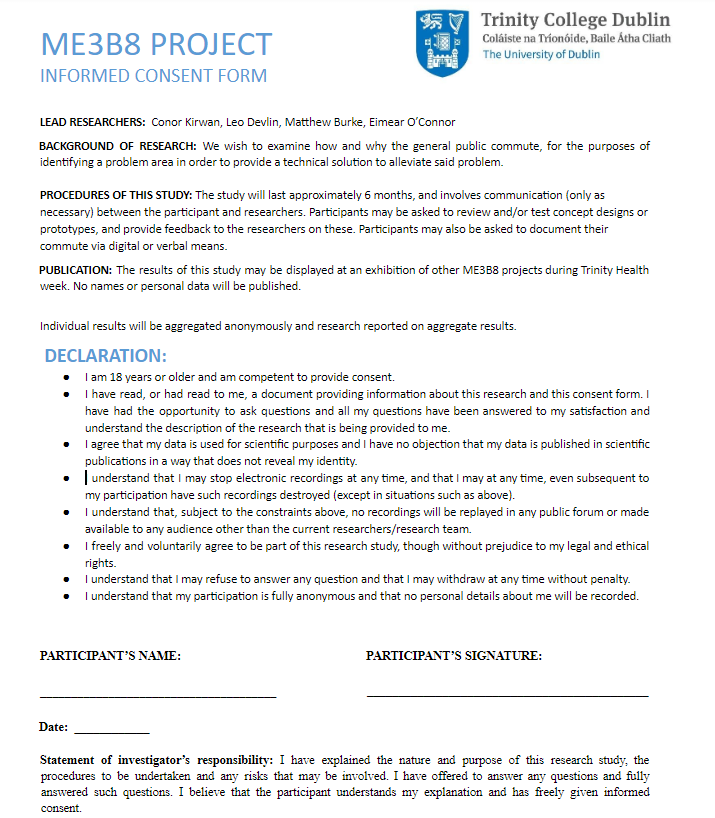 ME3B8 PROJECT
INFORMED CONSENT FORM
Trinity College Dublin
Coláiste na Tríonóide, Baile Átha Cliath
The University of Dublin
LEAD RESEARCHERS: Conor Kirwan, Leo Devlin, Matthew Burke, Eimear O'Connor
BACKGROUND OF RESEARCH: We wish to examine how and why the general public commute, for the purposes of
identifying a problem area in order to provide a technical solution to alleviate said problem.
PROCEDURES OF THIS STUDY: The study will last approximately 6 months, and involves communication (only as
necessary) between the participant and researchers. Participants may be asked to review and/or test concept designs or
prototypes, and provide feedback to the researchers on these. Participants may also be asked to document their
commute via digital or verbal means.
PUBLICATION: The results of this study may be displayed at an exhibition of other ME3B8 projects during Trinity Health
week. No names or personal data will be published.
Individual results will be aggregated anonymously and research reported on aggregate results.
DECLARATION:
● I am 18 years or older and am competent to provide consent.
● I have read, or had read to me, a document providing information about this research and this consent form. I
have had the opportunity to ask questions and all my questions have been answered to my satisfaction and
understand the description of the research that is being provided to me.
● I agree that my data is used for scientific purposes and I have no objection that my data is published in scientific
publications in a way that does not reveal my identity.
● I understand that I may stop electronic recordings at any time, and that I may at any time, even subsequent to
my participation have such recordings destroyed (except in situations such as above).
● I understand that, subject to the constraints above, no recordings will be replayed in any public forum or made
available to any audience other than the current researchers/research team.
● I freely and voluntarily agree to be part of this research study, though without prejudice to my legal and ethical
rights.
● I understand that I may refuse to answer any question and that I may withdraw at any time without penalty.
● I understand that my participation is fully anonymous and that no personal details about me will be recorded.
PARTICIPANT'S NAME:
PARTICIPANT'S SIGNATURE:
Date: ____________
Statement of investigator's responsibility: I have explained the nature and purpose of this research study, the
procedures to be undertaken and any risks that may be involved. I have offered to answer any questions and fully
answered such questions. I believe that the participant understands my explanation and has freely given informed
consent.